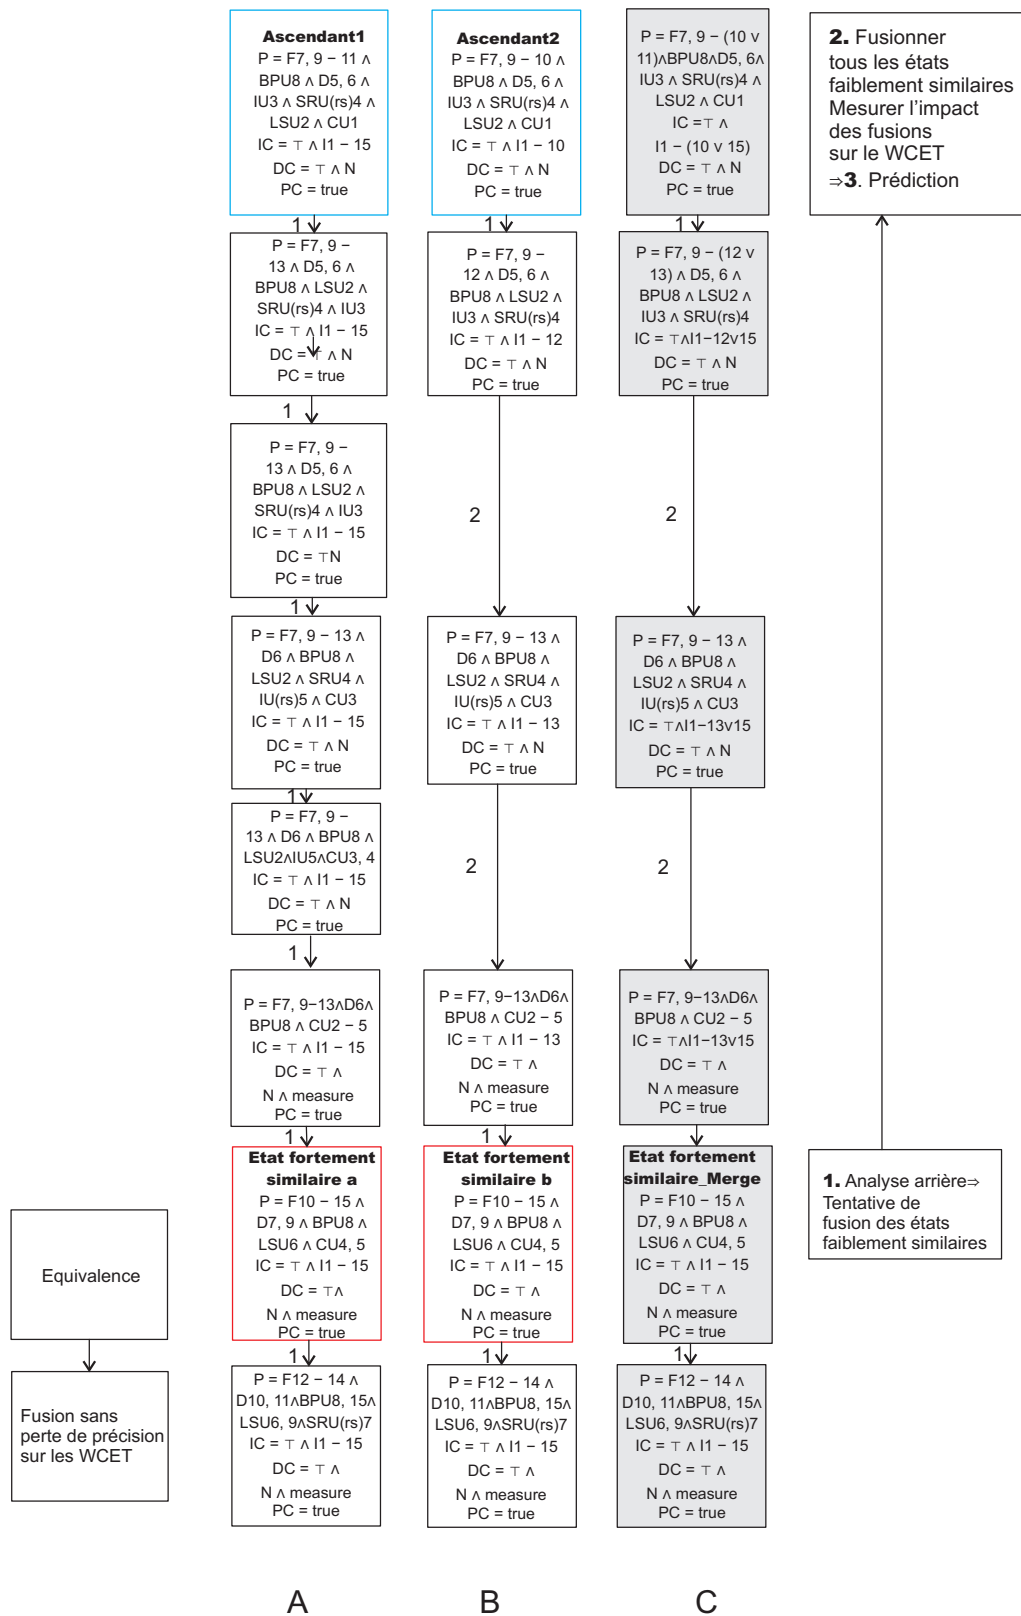 Ascendant1
P = F7, 9 − 11 ∧
BPU8 ∧ D5, 6 ∧
IU3 ∧ SRU(rs)4 ∧
LSU2 ∧ CU1
IC = ⊤ ∧ I1 − 15
DC = ⊤ ∧ N
PC = true
1
P = F7, 9 −
13 ∧ D5, 6 ∧
BPU8 ∧ LSU2 ∧
SRU(rs)4 ∧ IU3
IC = ⊤ ∧ I1 − 15
DC = ⊤ ∧ N
PC = true
1
P = F7, 9 −
13 ∧ D5, 6 ∧
BPU8 ∧ LSU2 ∧
SRU(rs)4 ∧ IU3
IC = ⊤ ∧ I1 − 15
DC = ⊤N
PC = true
1
P = F7, 9 − 13 ∧
D6 ∧ BPU8 ∧
LSU2 ∧ SRU4 ∧
IU(rs)5 ∧ CU3
IC = ⊤ ∧ I1 − 15
DC = ⊤ ∧ N
PC = true
1
P = F7, 9 −
13 ∧ D6 ∧ BPU8 ∧
LSU2∧IU5∧CU3, 4
IC = ⊤ ∧ I1 − 15
DC = ⊤ ∧ N
PC = true
1
P = F7, 9−13∧D6∧
BPU8 ∧ CU2 − 5
IC = ⊤ ∧ I1 − 15
DC = ⊤ ∧
N ∧ measure
PC = true
1
Etat fortement
similaire a
P = F10 − 15 ∧
D7, 9 ∧ BPU8 ∧
LSU6 ∧ CU4, 5
IC = ⊤ ∧ I1 − 15
DC = ⊤∧
N ∧ measure
PC = true
1
P = F12 − 14 ∧
D10, 11∧BPU8, 15∧
LSU6, 9∧SRU(rs)7
IC = ⊤ ∧ I1 − 15
DC = ⊤ ∧
N ∧ measure
PC = true
A
Ascendant2
P = F7, 9 − 10 ∧
BPU8 ∧ D5, 6 ∧
IU3 ∧ SRU(rs)4 ∧
LSU2 ∧ CU1
IC = ⊤ ∧ I1 − 10
DC = ⊤ ∧ N
PC = true
1
P = F7, 9 −
12 ∧ D5, 6 ∧
BPU8 ∧ LSU2 ∧
IU3 ∧ SRU(rs)4
IC = ⊤ ∧ I1 − 12
DC = ⊤ ∧ N
PC = true
2
P = F7, 9 − 13 ∧
D6 ∧ BPU8 ∧
LSU2 ∧ SRU4 ∧
IU(rs)5 ∧ CU3
IC = ⊤ ∧ I1 − 13
DC = ⊤ ∧ N
PC = true
2
P = F7, 9−13∧D6∧
BPU8 ∧ CU2 − 5
IC = ⊤ ∧ I1 − 13
DC = ⊤ ∧
N ∧ measure
PC = true
1
Etat fortement
similaire b
P = F10 − 15 ∧
D7, 9 ∧ BPU8 ∧
LSU6 ∧ CU4, 5
IC = ⊤ ∧ I1 − 15
DC = ⊤ ∧
N ∧ measure
PC = true
1
P = F12 − 14 ∧
D10, 11∧BPU8, 15∧
LSU6, 9∧SRU(rs)7
IC = ⊤ ∧ I1 − 15
DC = ⊤ ∧
N ∧ measure
PC = true
B
P = F7, 9 − (10 ∨
11)∧BPU8∧D5, 6∧
IU3 ∧ SRU(rs)4 ∧
LSU2 ∧ CU1
IC =⊤ ∧
I1 − (10 ∨ 15)
DC = ⊤ ∧ N
PC = true
1
P = F7, 9 − (12 ∨
13) ∧ D5, 6 ∧
BPU8 ∧ LSU2 ∧
IU3 ∧ SRU(rs)4
IC = ⊤∧I1−12∨15
DC = ⊤ ∧ N
PC = true
2
P = F7, 9 − 13 ∧
D6 ∧ BPU8 ∧
LSU2 ∧ SRU4 ∧
IU(rs)5 ∧ CU3
IC = ⊤∧I1−13∨15
DC = ⊤ ∧ N
PC = true
2
P = F7, 9−13∧D6∧
BPU8 ∧ CU2 − 5
IC = ⊤∧I1−13∨15
DC = ⊤ ∧
N ∧ measure
PC = true
1
Etat fortement
similaire_Merge
P = F10 − 15 ∧
D7, 9 ∧ BPU8 ∧
LSU6 ∧ CU4, 5
IC = ⊤ ∧ I1 − 15
DC = ⊤ ∧
N ∧ measure
PC = true
1
P = F12 − 14 ∧
D10, 11∧BPU8, 15∧
LSU6, 9∧SRU(rs)7
IC = ⊤ ∧ I1 − 15
DC = ⊤ ∧
N ∧ measure
PC = true
C
2. Fusionner
tous les états
faiblement similaires
Mesurer l'impact
des fusions
sur le WCET
⇒3. Prédiction
1. Analyse arrière⇒
Tentative de
fusion des états
faiblement similaires
Equivalence
Fusion sans
perte de précision
sur les WCET